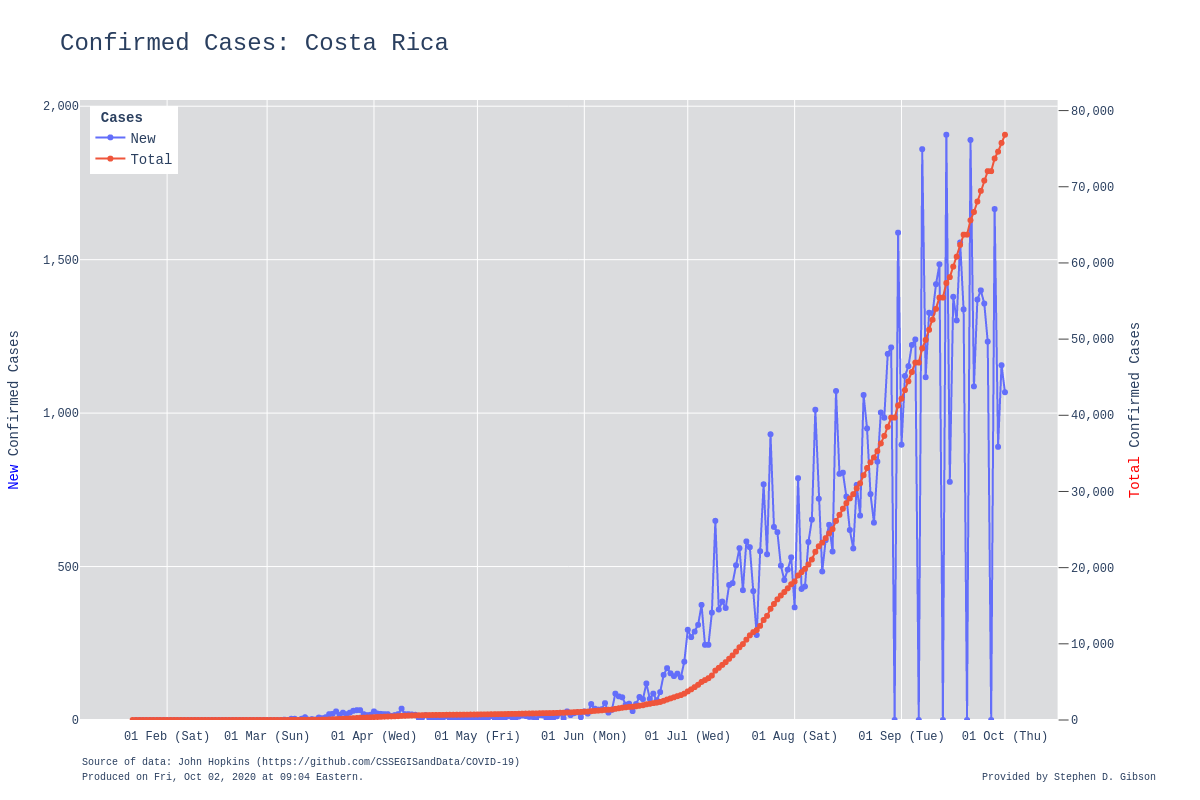 Confirmed Cases: Costa Rica
Cases
New
Total
2,000
1,500
1,000
500
0
80,000
70,000
60,000
50,000
40,000
30,000
20,000
10,000
0
New Confirmed Cases
Total Confirmed Cases
01 Feb (Sat) 01 Mar (Sun) 01 Apr (Wed) 01 May (Fri) 01 Jun (Mon) 01 Jul (Wed) 01 Aug (Sat) 01 Sep (Tue) 01 Oct (Thu)
Source of data: John Hopkins (https://github.com/CSSEGISandData/COVID-19)
Produced on Fri, Oct 02, 2020 at 09:04 Eastern.
Provided by Stephen D. Gibson